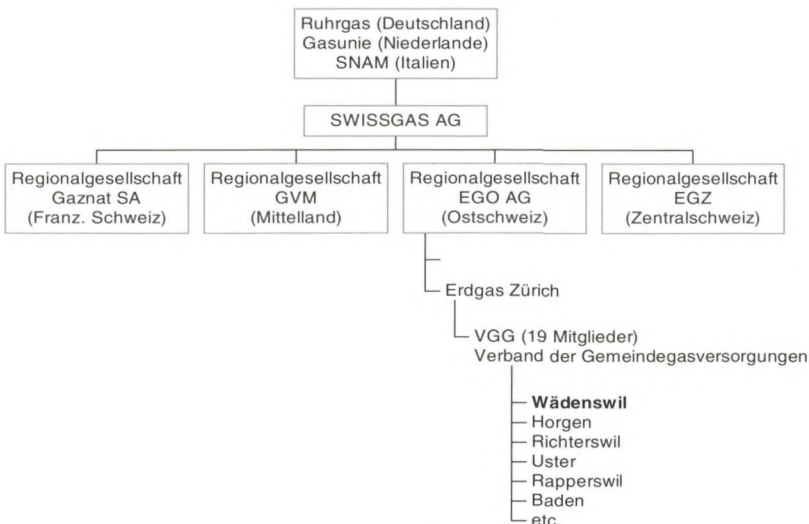 Ruhrgas (Deutschland)
Gasunie (Niederlande)
SNAM (Italien)
SWISSGAS AG
Regionalgesellschaft
Gaznat SA
(Franz. Schweiz)
Regionalgesellschaft
GVM
(Mittelland)
Regionalgesellschaft
EGO AG
(Ostschweiz)
Regionalgesellschaft
EGZ
(Zentralschweiz)
Erdgas Zürich
VGG (19 Mitglieder)
Verband der Gemeindegasversorgungen
Wädenswil
Horgen
Richterswil
Uster
Rapperswil
Baden
etc.